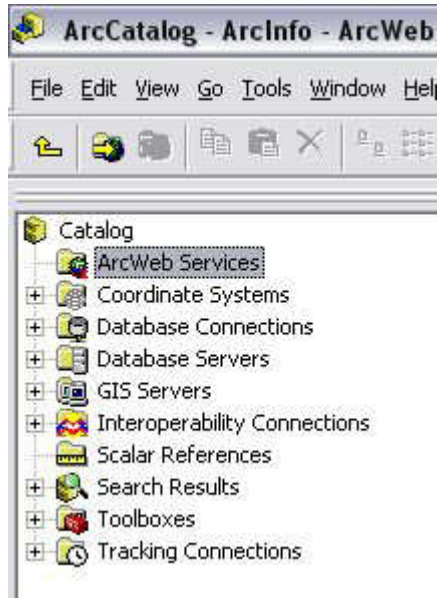 ArcCatalog - ArcInfo - ArcWeb
File Edit View Go Tools Window Help
Catalog
ArcWeb Services
Coordinate Systems
Database Connections
Database Servers
GIS Servers
Interoperability Connections
Scalar References
Search Results
Toolboxes
Tracking Connections